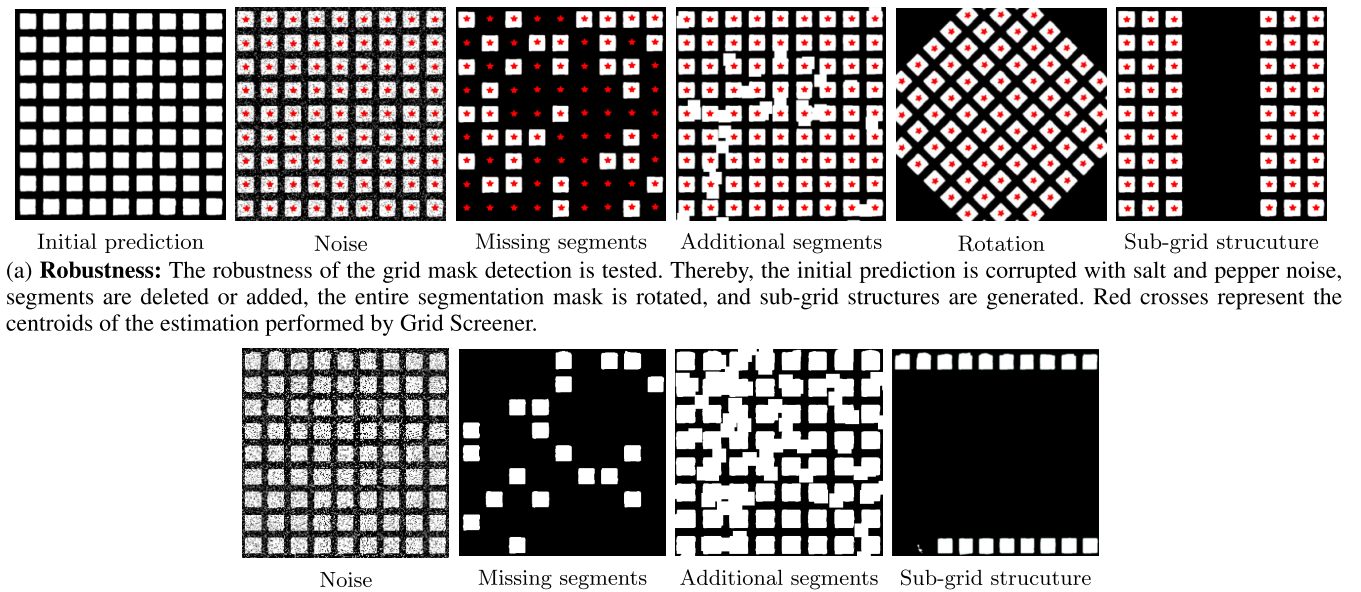 Initial prediction
Noise
Missing segments
Additional segments
Rotation
Sub-grid strucuture
(a) Robustness: The robustness of the grid mask detection is tested. Thereby, the initial prediction is corrupted with salt and pepper noise,
segments are deleted or added, the entire segmentation mask is rotated, and sub-grid structures are generated. Red crosses represent the
centroids of the estimation performed by Grid Screener.
Noise
Missing segments
Additional segments
Sub-grid strucuture